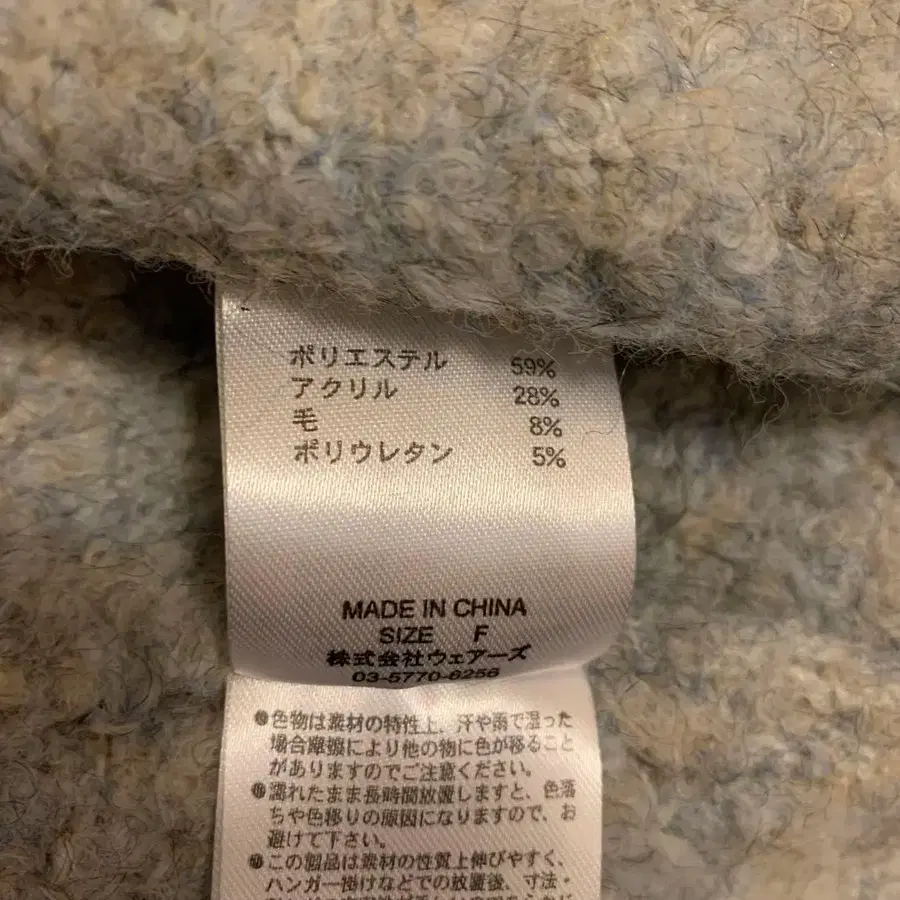 ポリエステル 59%
アクリル 28%
毛 8%
ポリウレタン 5%
MADE IN CHINA
SIZE F
株式会社ウェアーズ
03-5770-6256
色物は素材の特性上、汗や雨で湿った
場合摩擦により他の物に色が移ること
がありますのでご注意ください。
濡れたまま長時間放置しますと、色落
ちや色移りの原因になりますので、お
避けて下さい。
この製品は素材の性質上伸びやすく、
ハンガー掛けなどでの放置後、寸法・